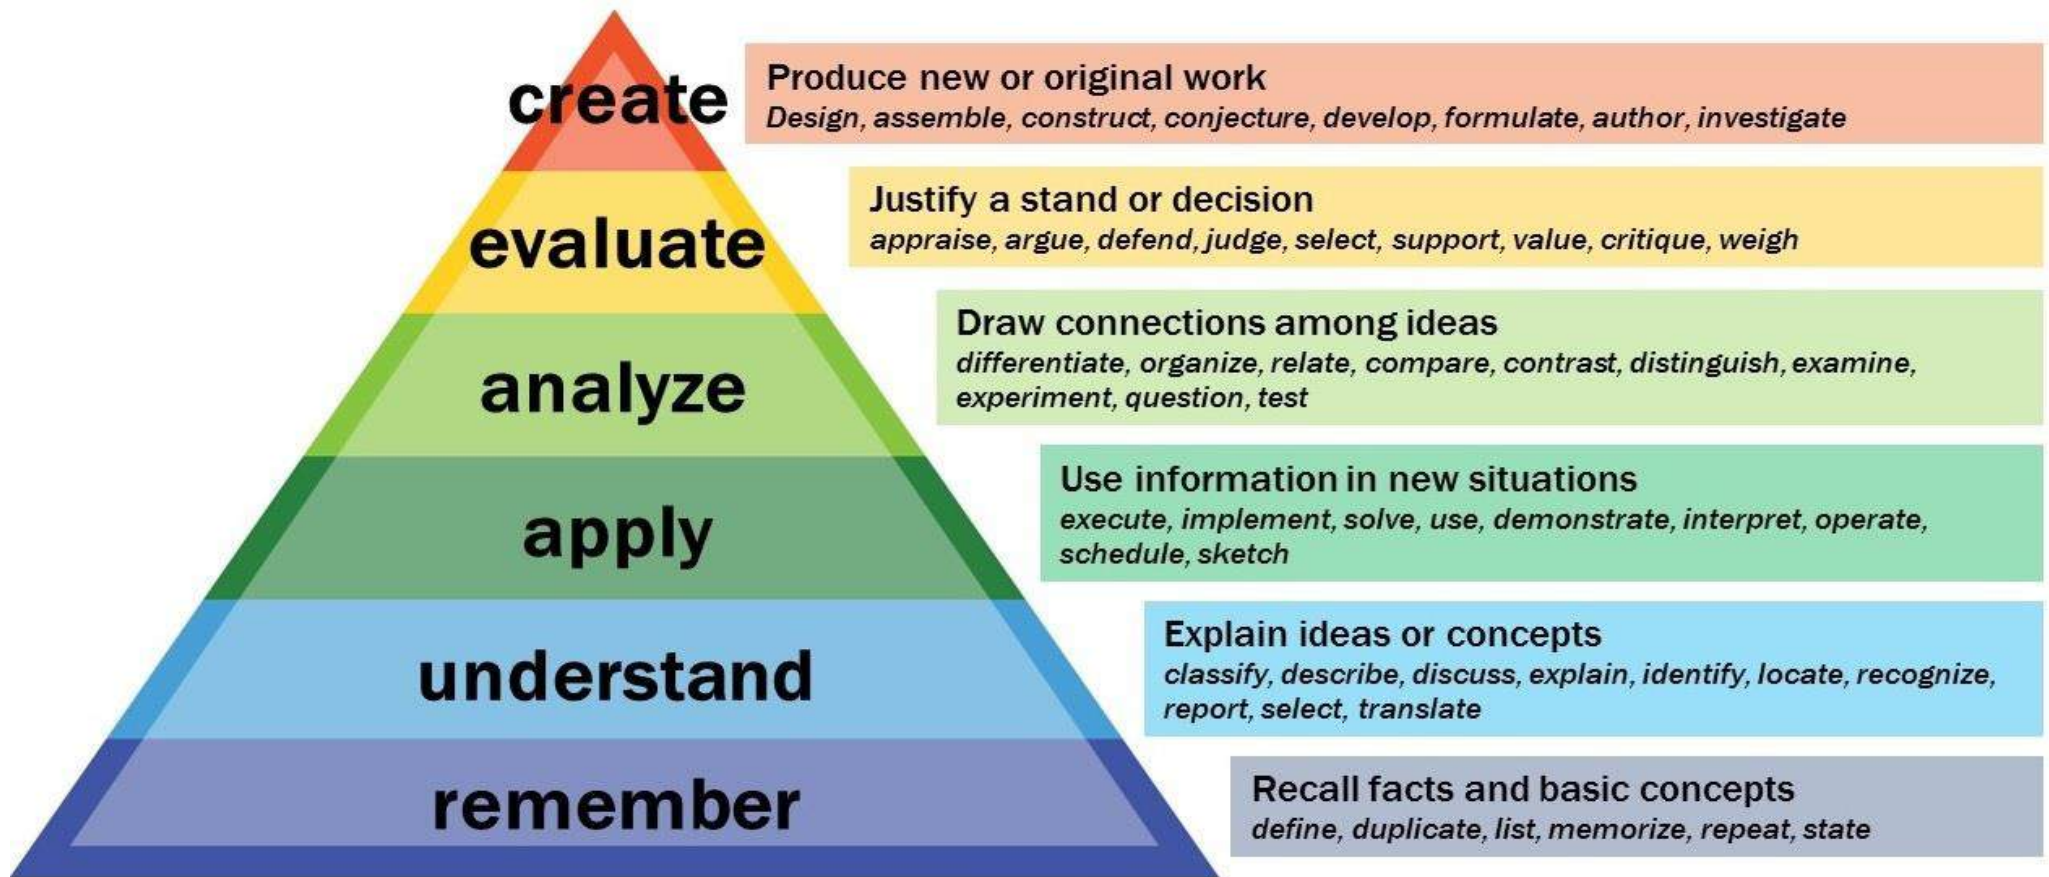 create
Produce new or original work
Design, assemble, construct, conjecture, develop, formulate, author, investigate
evaluate
Justify a stand or decision
appraise, argue, defend, judge, select, support, value, critique, weigh
analyze
Draw connections among ideas
differentiate, organize, relate, compare, contrast, distinguish, examine,
experiment, question, test
apply
Use information in new situations
execute, implement, solve, use, demonstrate, interpret, operate,
schedule, sketch
understand
Explain ideas or concepts
classify, describe, discuss, explain, identify, locate, recognize,
report, select, translate
remember
Recall facts and basic concepts
define, duplicate, list, memorize, repeat, state